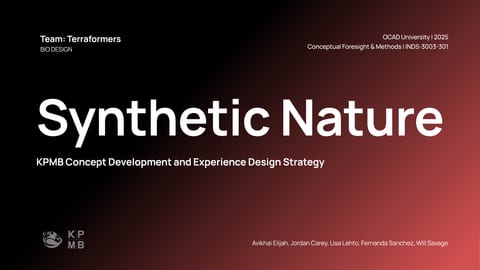 Team: Terraformers
BIO DESIGN
OCAD University | 2025
Conceptual Foresight & Methods | INDS-3003-301
Synthetic Nature
KPMB Concept Development and Experience Design Strategy
K P
M B
Avikhai Elijah, Jordan Carey, Lisa Lehto, Fernanda Sanchez, Will Savage